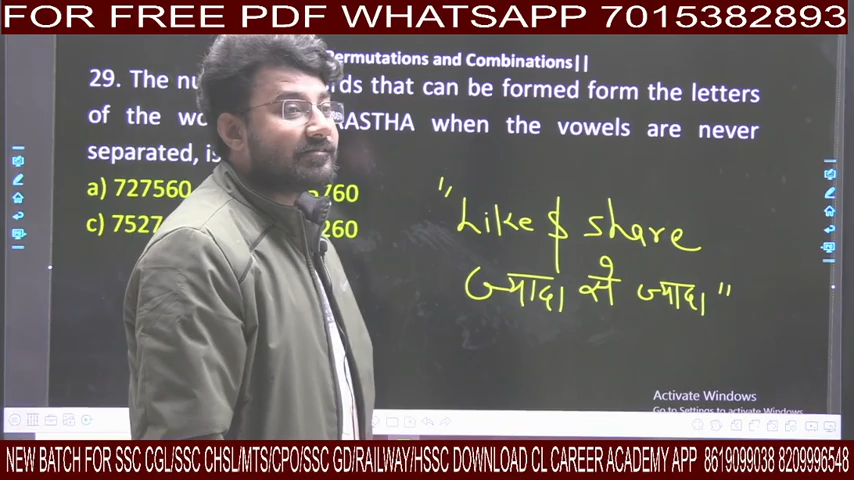 FOR FREE PDF WHATSAPP 7015382893
Permutations and Combinations||
29. The nu rds that can be formed form the letters
of the wo RASTHA when the vowels are never
separated, is
a) 727560 5760
c) 7527 260
"Like & share
ज्यादा से ज्यादा"
Activate Windows
Go to Settings to activate Windows.
NEW BATCH FOR SSC CGL/SSC CHSL/MTS/CPO/SSC GD/RAILWAY/HSSC DOWNLOAD CL CAREER ACADEMY APP 8619099038 8209996548